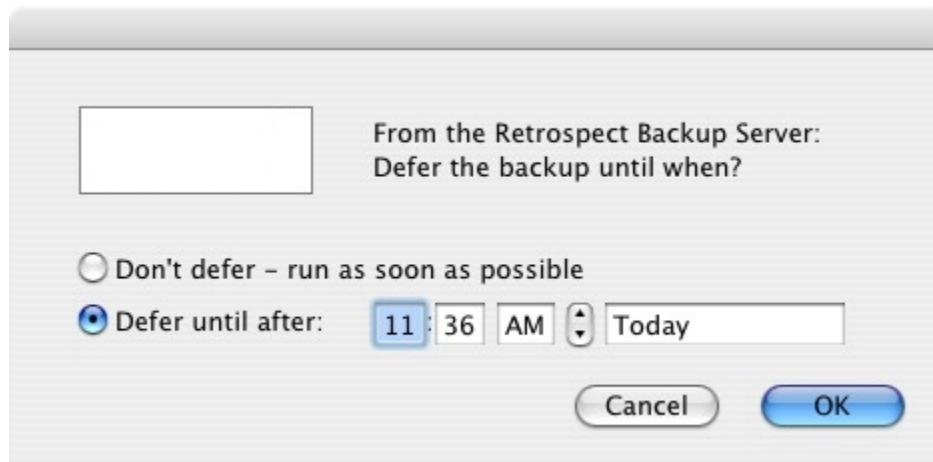 From the Retrospect Backup Server:
Defer the backup until when?
Don't defer – run as soon as possible
Defer until after: 11 : 36 AM Today
Cancel OK